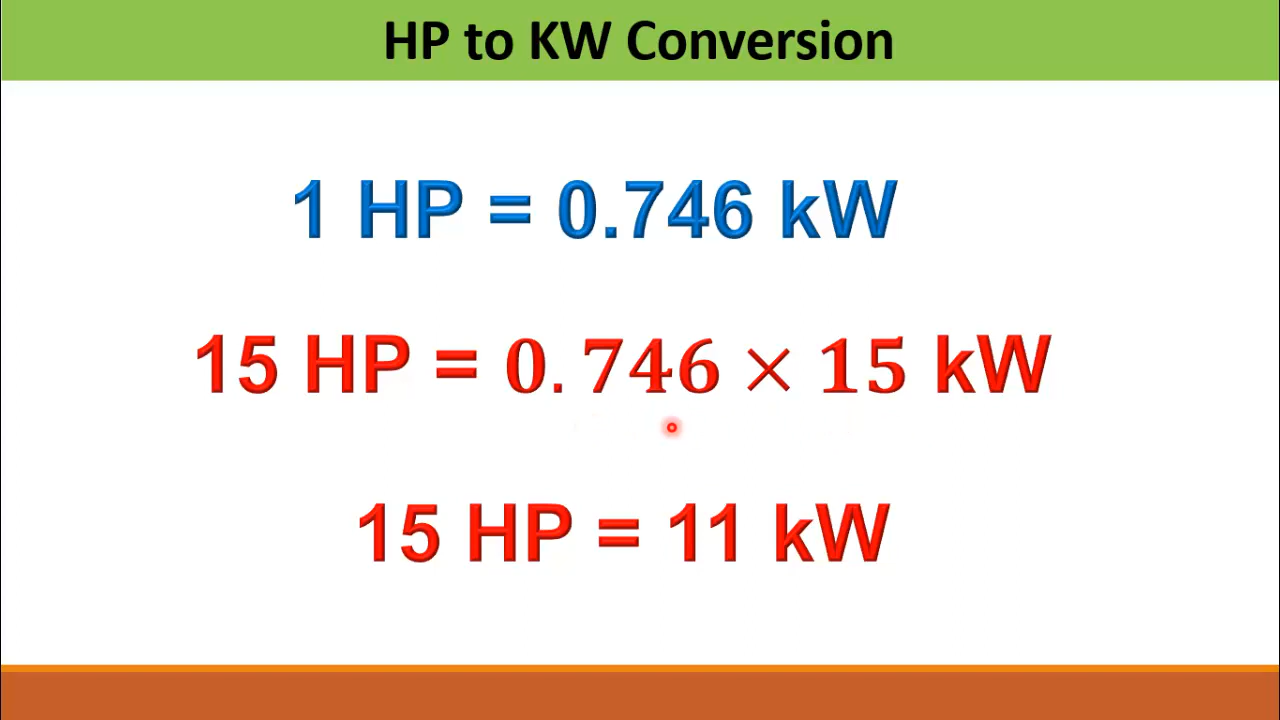 HP to KW Conversion
1 HP = 0.746 kW
15 HP = 0.746 × 15 kW
15 HP = 11 kW